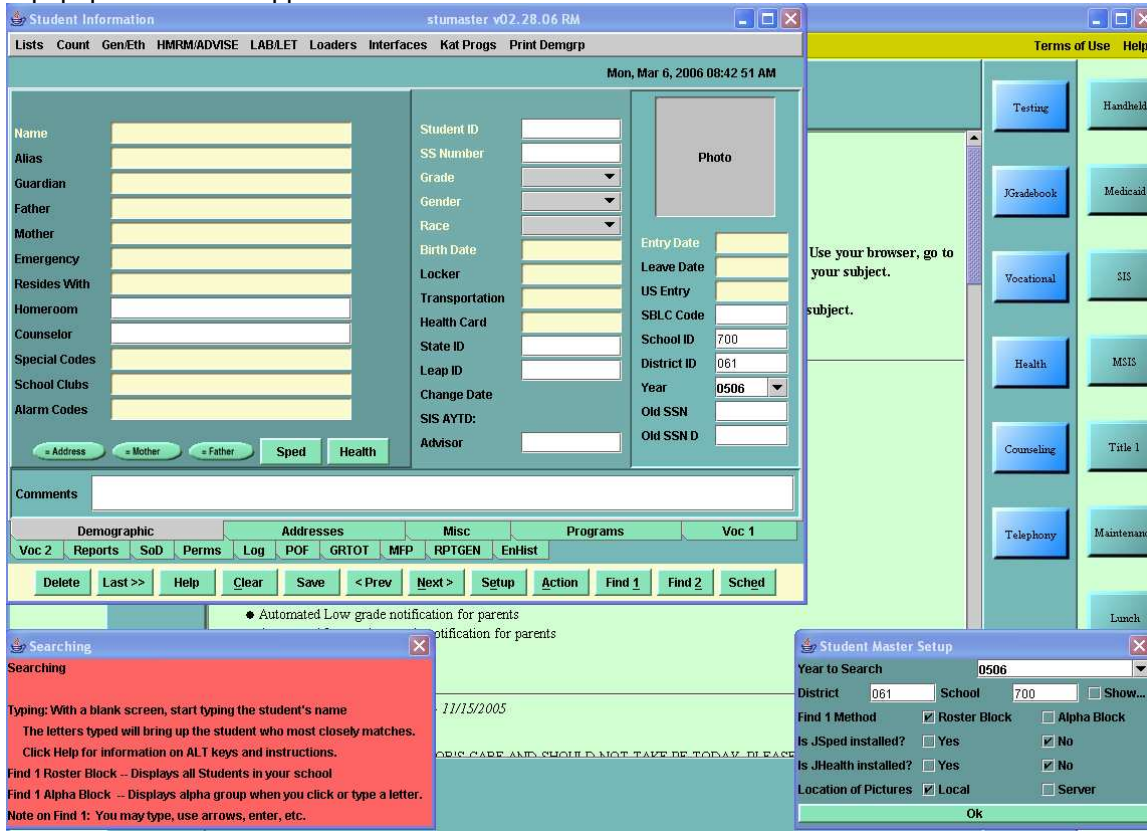 Student Information stumaster v02.28.06 RM
Lists Count Gen/Eth HMRM/ADVISE LAB/LET Loaders Interfaces Kat Progs Print Demgrp
Terms of Use Help
Mon, Mar 6, 2006 08:42 51 AM
Name
Alias
Guardian
Father
Mother
Emergency
Resides With
Homeroom
Counselor
Special Codes
School Clubs
Alarm Codes
= Address = Mother = Father Sped Health
Student ID
SS Number
Grade
Gender
Race
Birth Date
Locker
Transportation
Health Card
State ID
Leap ID
Change Date
SIS AYTD:
Advisor
Photo
Entry Date
Leave Date
US Entry
SBLC Code
School ID 700
District ID 061
Year 0506
Old SSN
Old SSN D
Comments
Demographic Addresses Misc Programs Voc 1
Voc 2 Reports SoD Perms Log POF GRTOT MFP RPTGEN EnHist
Delete Last >> Help Clear Save < Prev Next > Setup Action Find 1 Find 2 Sched
Use your browser, go to
your subject.
subject.
Testing Handheld
JGradebook Medicaid
Vocational SIS
Health MSIS
Counseling Title 1
Telephony Maintenanc
Lunch
● Automated Low grade notification for parents
otification for parents
11/15/2005
OR'S CARE AND SHOULD NOT TAKE PE TODAY. PLEASE
Searching
Searching
Typing: With a blank screen, start typing the student's name
The letters typed will bring up the student who most closely matches.
Click Help for information on ALT keys and instructions.
Find 1 Roster Block -- Displays all Students in your school
Find 1 Alpha Block -- Displays alpha group when you click or type a letter.
Note on Find 1: You may type, use arrows, enter, etc.
Student Master Setup
Year to Search 0506
District 061 School 700 Show...
Find 1 Method Roster Block Alpha Block
Is JSped installed? Yes No
Is JHealth installed? Yes No
Location of Pictures Local Server
Ok